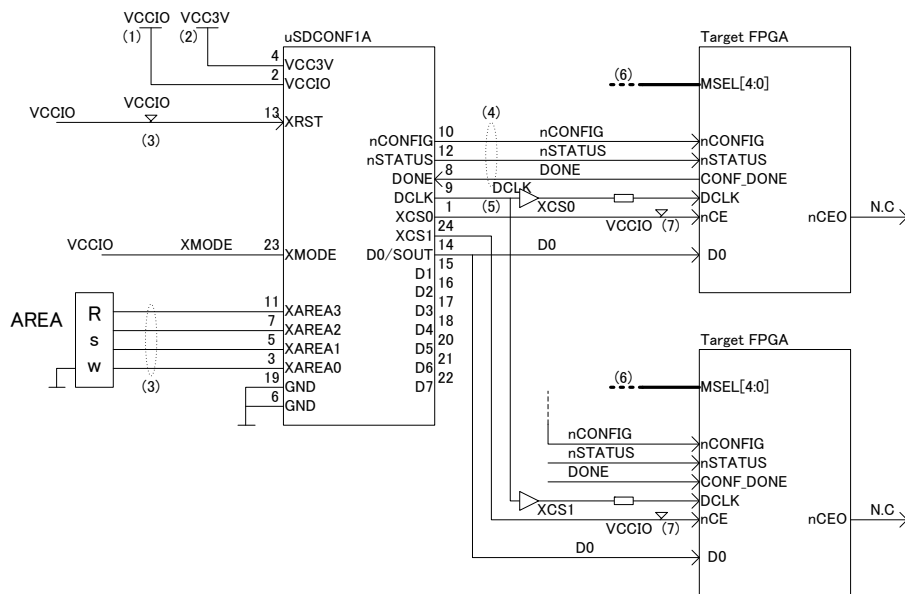 VCCIO VCC3V
(1) (2)
uSDCONF1A
Target FPGA
4 VCC3V
2 VCCIO
(6) MSEL[4:0]
VCCIO VCCIO 13 XRST
(3)
(4)
nCONFIG 10 nCONFIG nCONFIG
nSTATUS 12 nSTATUS nSTATUS
DONE 8 DONE CONF_DONE
DCLK 9 DCLK DCLK
(5) XCS0
XCS0 1 VCCIO (7) nCE nCEO N.C
XCS1 24
VCCIO XMODE 23 XMODE
D0/SOUT 14 D0 D0
D1 15
D2 16
D3 17
D4 18
D5 20
D6 21
D7 22
AREA
R
s
w
11 XAREA3
7 XAREA2
5 XAREA1
3 XAREA0
(3)
19 GND
6 GND
Target FPGA
(6) MSEL[4:0]
nCONFIG nCONFIG
nSTATUS nSTATUS
DONE CONF_DONE
DCLK
XCS1
VCCIO (7) nCE nCEO N.C
D0 D0